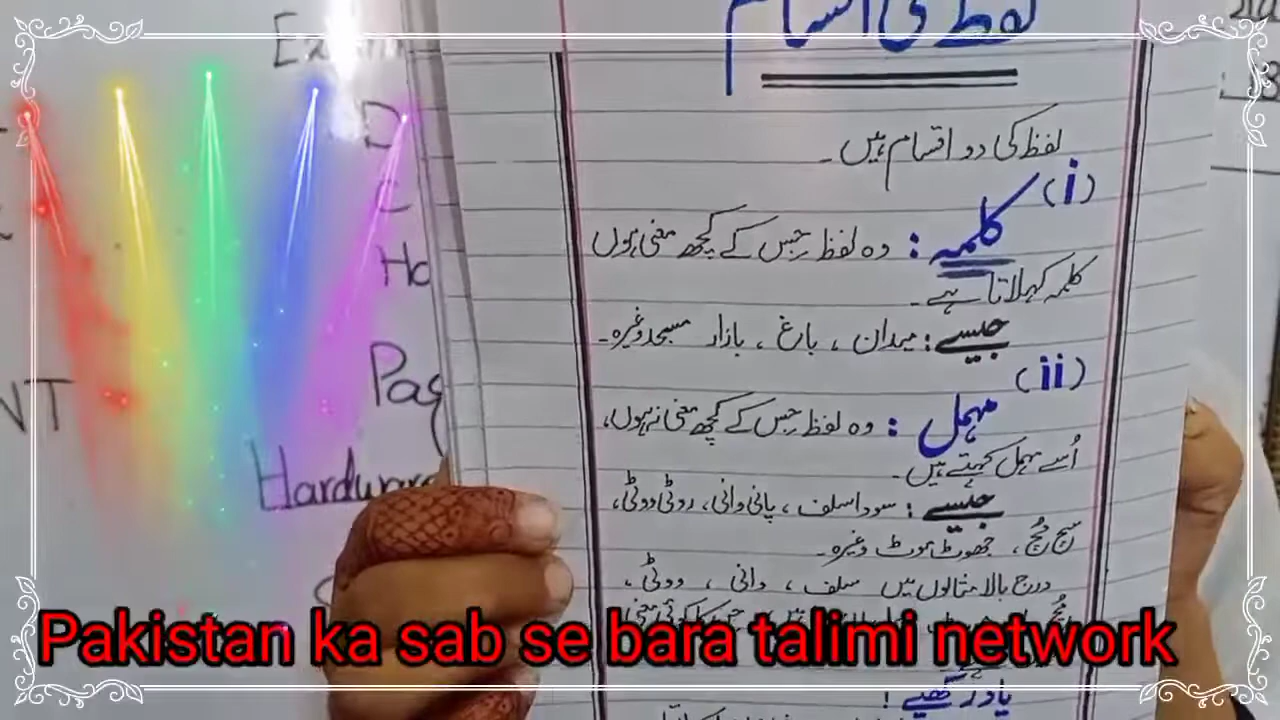 لفظ کی اقسام
لفظ کی دو اقسام ہیں ۔
(i)
کلمہ : وہ لفظ جس کے کچھ معنی ہوں
کلمہ کہلاتا ہے ۔
جیسے : میدان ، باغ ، بازار مسجد وغیرہ ۔
(ii)
مہمل : وہ لفظ جس کے کچھ معنی نہ ہوں،
اُسے مہمل کہتے ہیں ۔
جیسے : سودا سلف ، پانی وانی، روٹی ووٹی،
سچ مُچ ، جھوٹ موٹ وغیرہ ۔
درج بالا مثالوں میں سلف ، وانی ، ووٹی ،
مُچ
یاد رکھیے !
Hardware
NT
Pakistan ka sab se bara talimi network